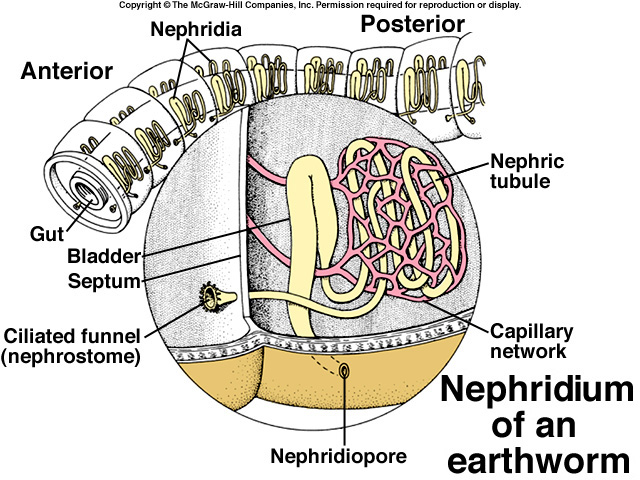 Copyright © The McGraw-Hill Companies, Inc. Permission required for reproduction or display.
Nephridia
Posterior
Anterior
Nephric
tubule
Gut
Bladder
Septum
Ciliated funnel
(nephrostome)
Capillary
network
Nephridiopore
Nephridium
of an
earthworm